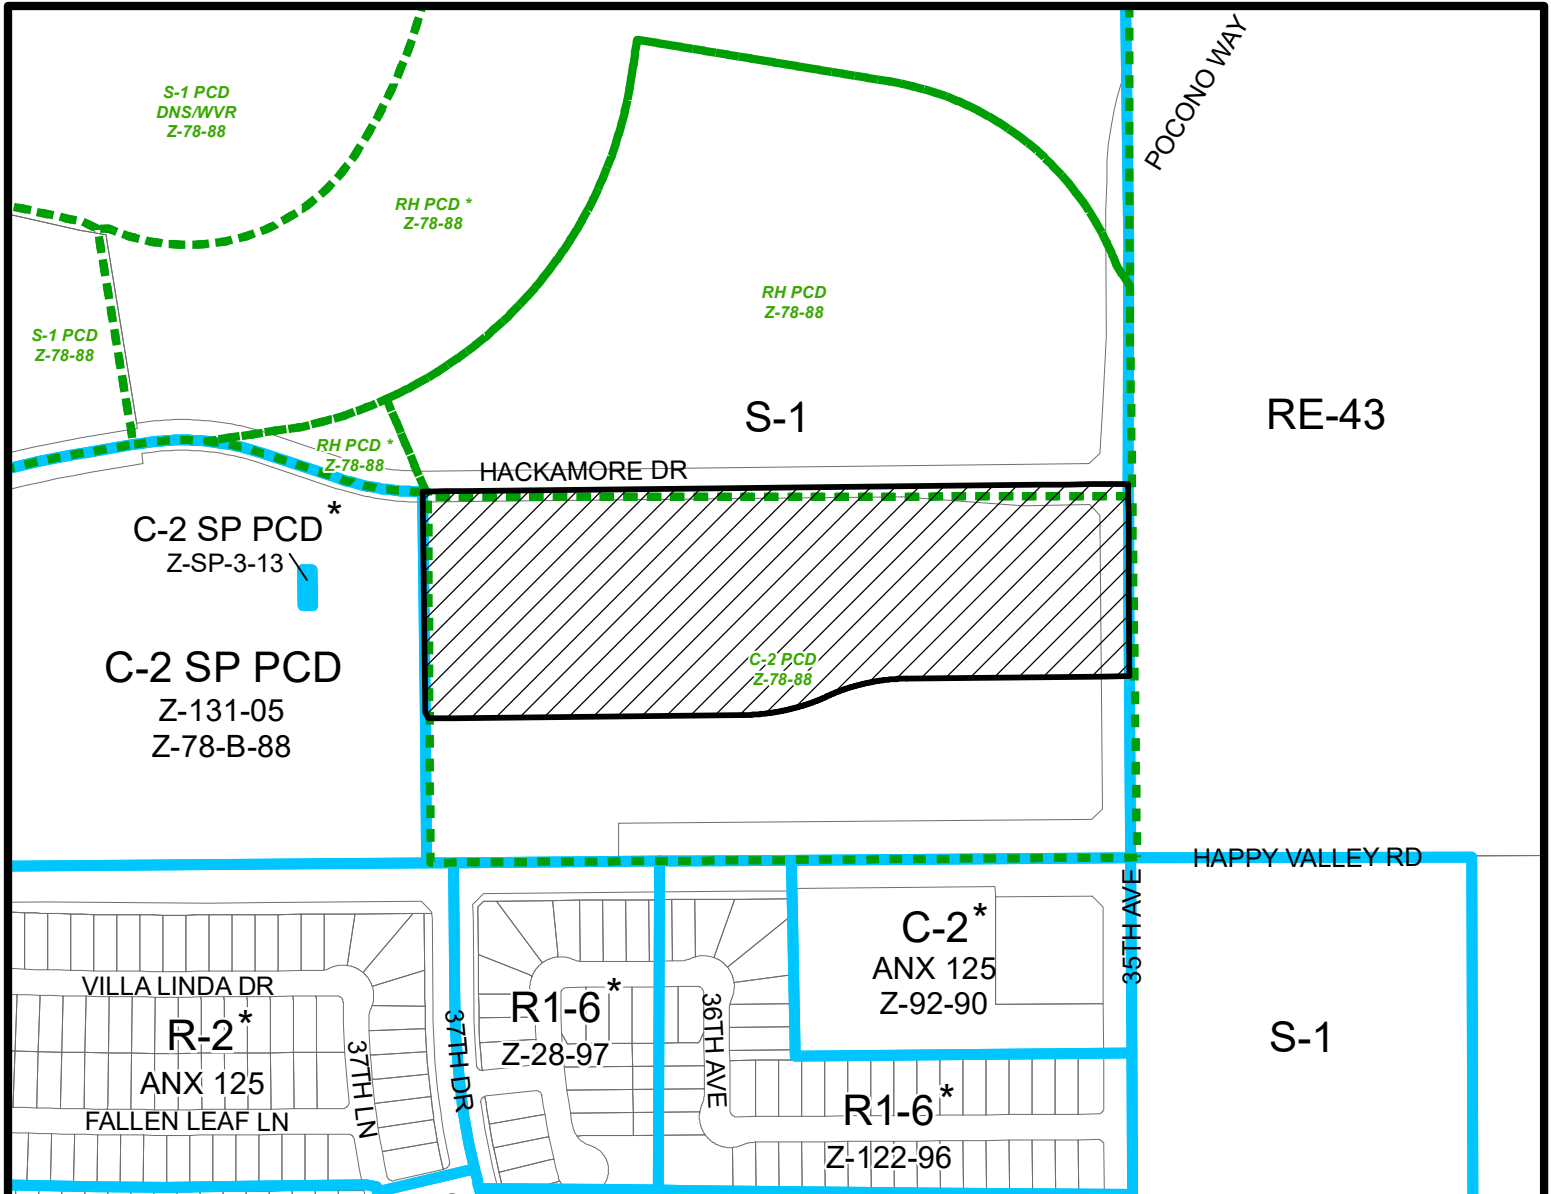 S-1 PCD
DNS/WVR
Z-78-88
POCONO WAY
RH PCD *
Z-78-88
RH PCD
Z-78-88
S-1 PCD
Z-78-88
S-1
RE-43
RH PCD *
Z-78-88
HACKAMORE DR
C-2 SP PCD*
Z-SP-3-13
C-2 SP PCD
Z-131-05
Z-78-B-88
C-2 PCD
Z-78-88
HAPPY VALLEY RD
35TH AVE
C-2*
ANX 125
Z-92-90
VILLA LINDA DR
R-2*
ANX 125
FALLEN LEAF LN
37TH LN
37TH DR
R1-6*
Z-28-97
36TH AVE
R1-6*
Z-122-96
S-1